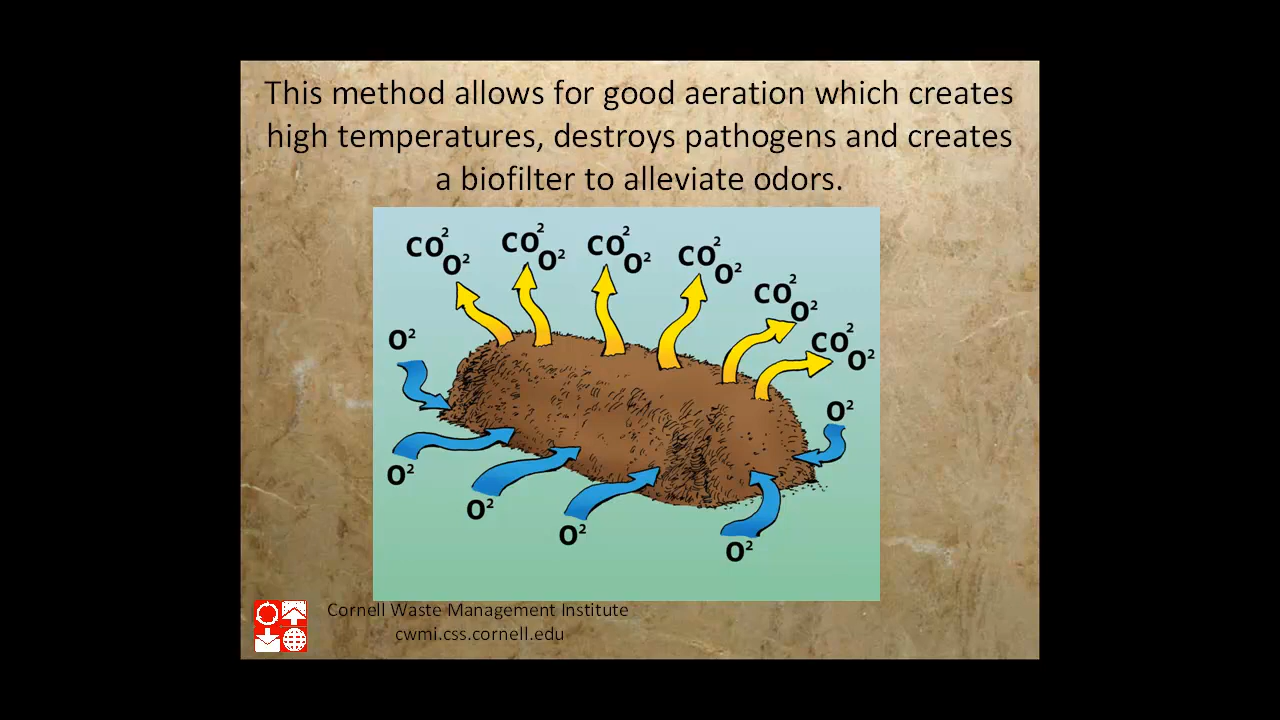 This method allows for good aeration which creates
high temperatures, destroys pathogens and creates
a biofilter to alleviate odors.
CO²
O²
CO²
O²
CO²
O²
CO²
O²
CO²
O²
CO²
O²
O²
O²
O²
O²
O²
O²
Cornell Waste Management Institute
cwmi.css.cornell.edu